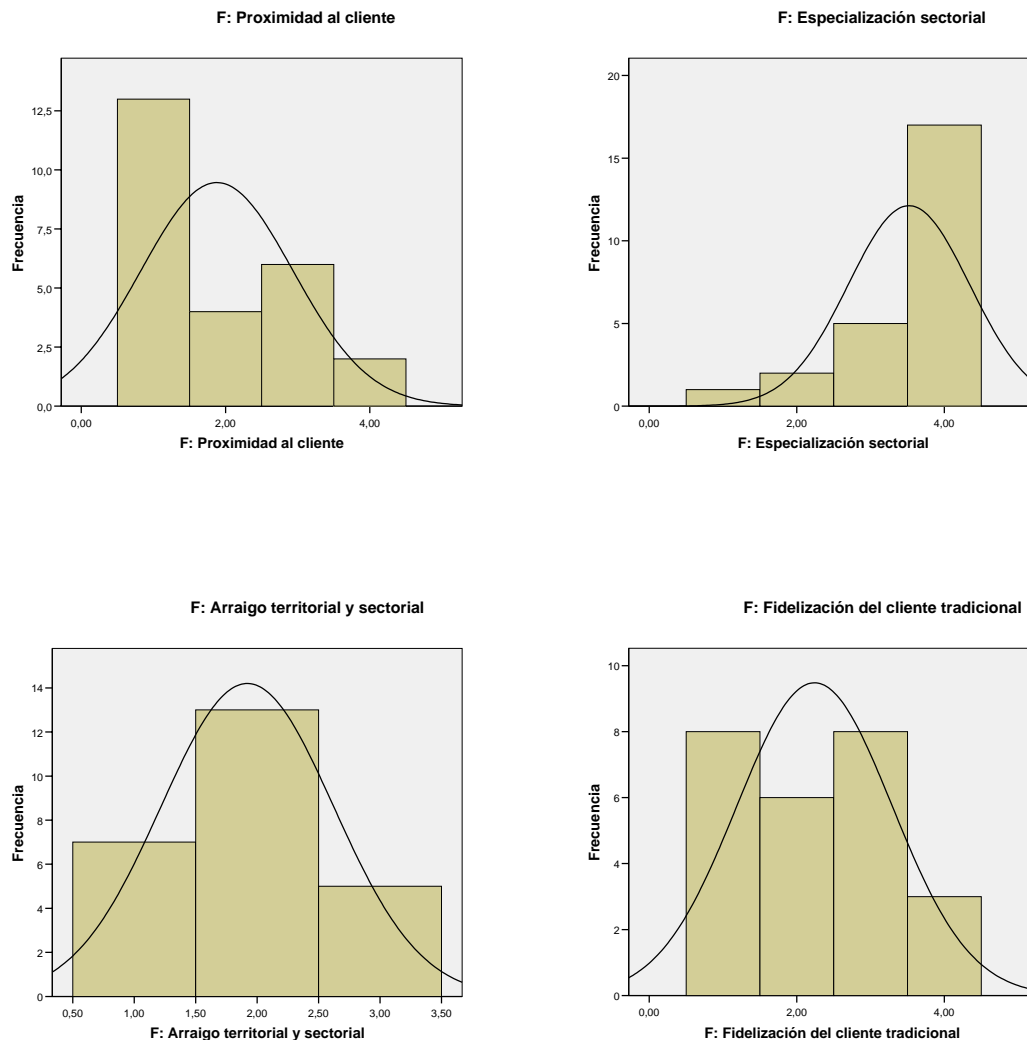 F: Proximidad al cliente
12,5
10,0
7,5
5,0
2,5
0,0
Frecuencia
0,00 2,00 4,00
F: Proximidad al cliente
F: Especialización sectorial
20
15
10
5
0
Frecuencia
0,00 2,00 4,00
F: Especialización sectorial
F: Arraigo territorial y sectorial
14
12
10
8
6
4
2
0
Frecuencia
0,50 1,00 1,50 2,00 2,50 3,00 3,50
F: Arraigo territorial y sectorial
F: Fidelización del cliente tradicional
10
8
6
4
2
0
Frecuencia
0,00 2,00 4,00
F: Fidelización del cliente tradicional